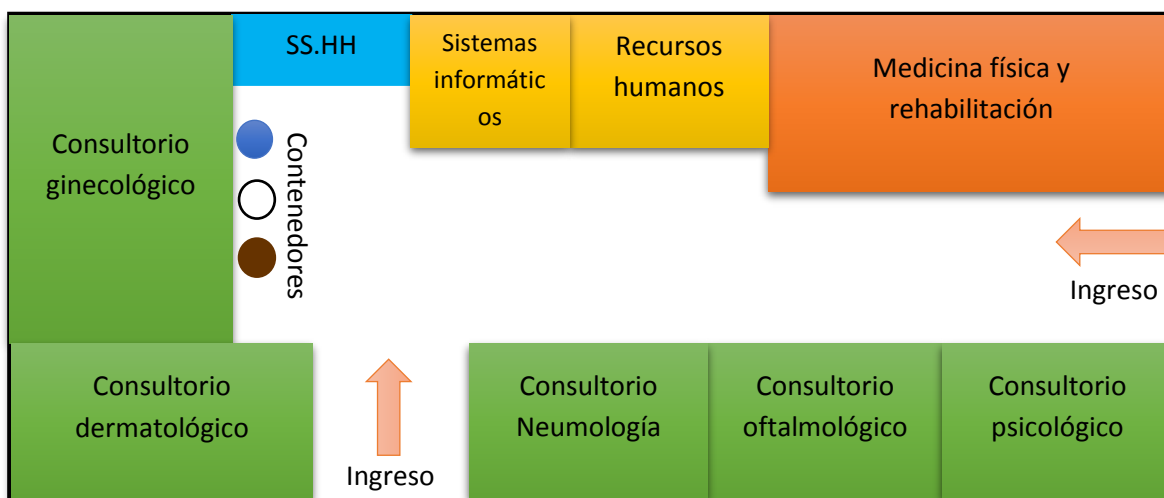 Consultorio
ginecológico
SS.HH
Sistemas
informátic
os
Recursos
humanos
Medicina física y
rehabilitación
Contenedores
Ingreso
Consultorio
dermatológico
Ingreso
Consultorio
Neumología
Consultorio
oftalmológico
Consultorio
psicológico